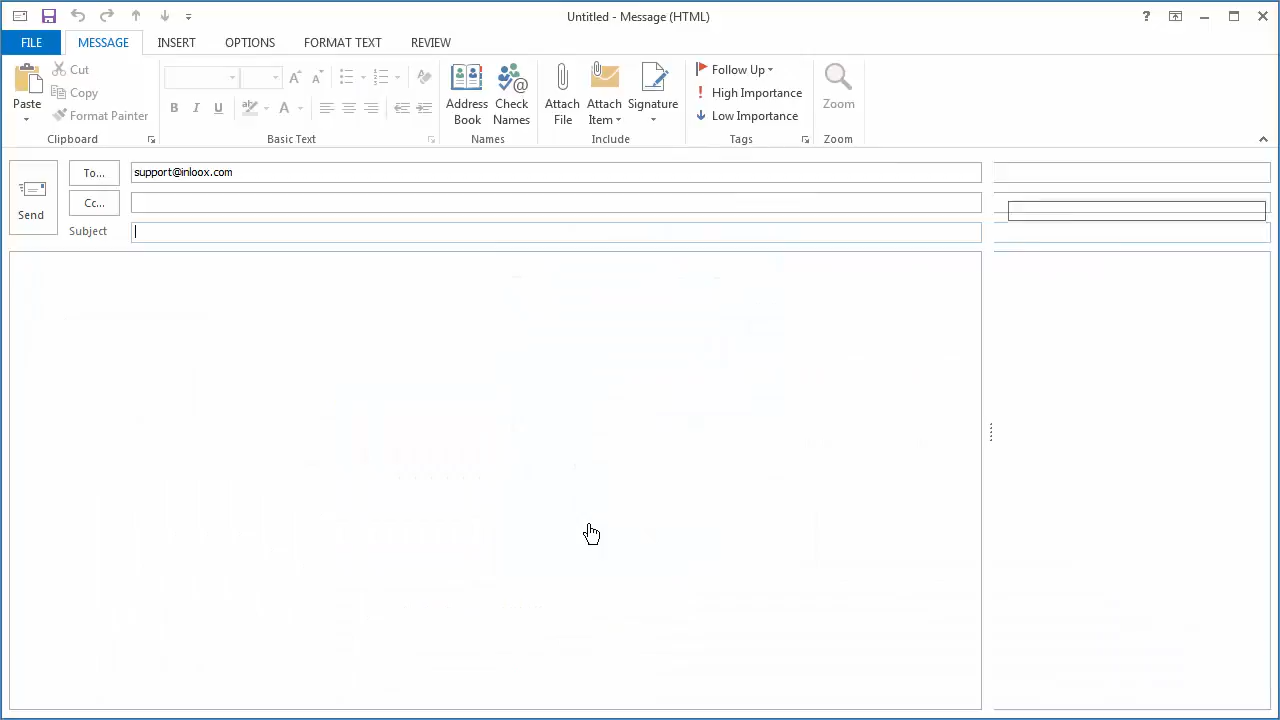 Untitled - Message (HTML)
?
FILE MESSAGE INSERT OPTIONS FORMAT TEXT REVIEW
Paste
Cut
Copy
Format Painter
Clipboard
A A
B I U ab A
Basic Text
Address Book
Check Names
Names
Attach File
Attach Item
Signature
Include
Follow Up
! High Importance
Low Importance
Tags
Zoom
Zoom
Send
To... support@inloox.com
Cc...
Subject